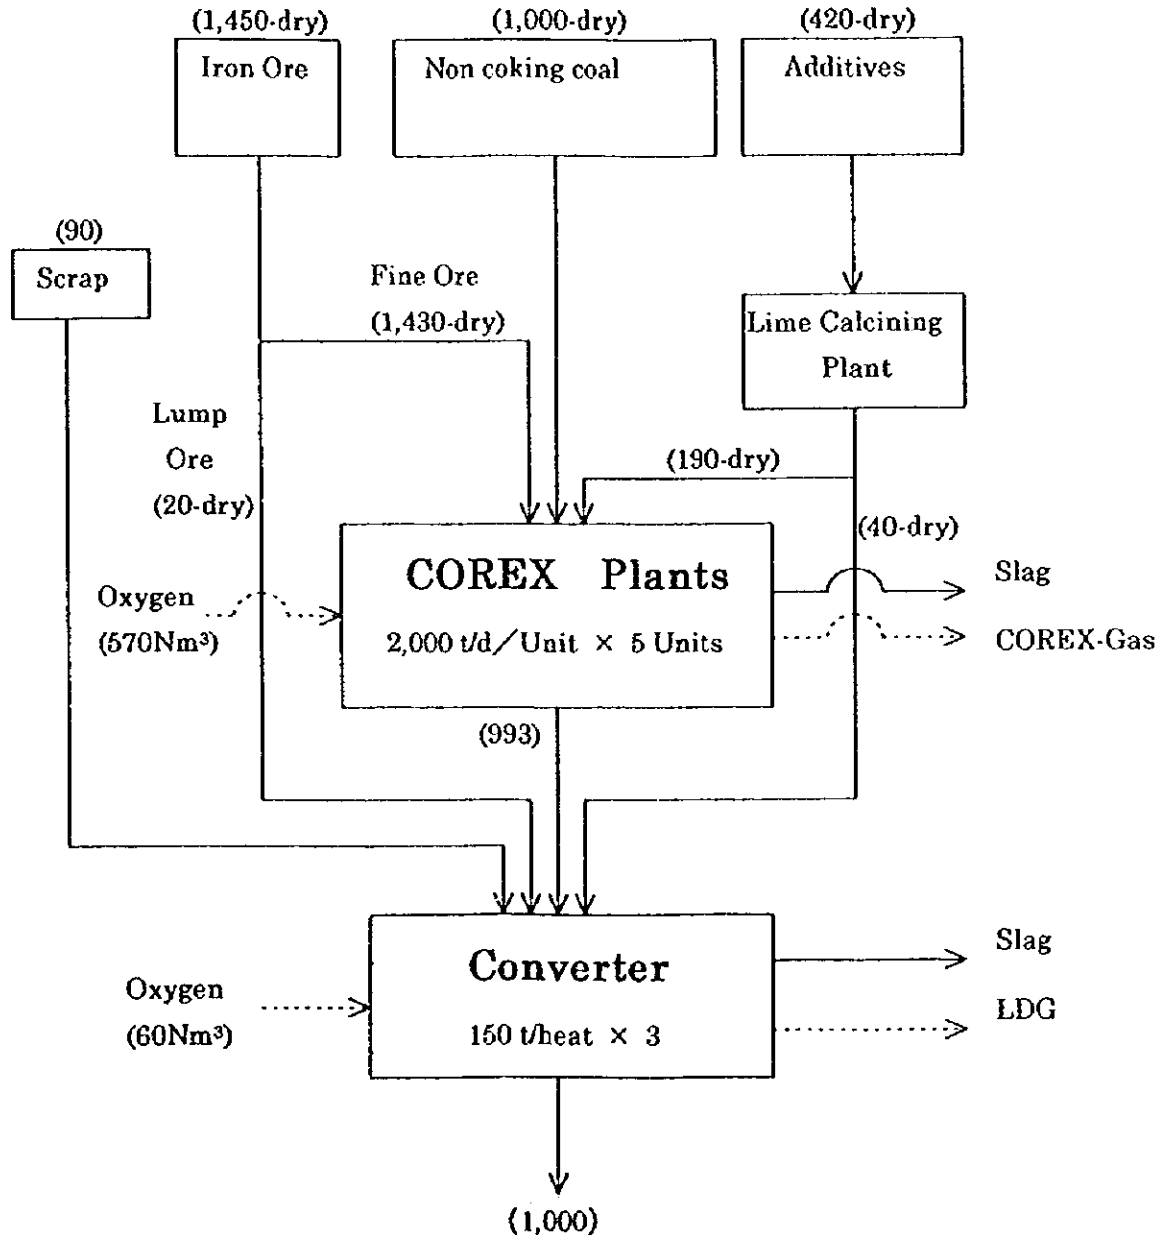 (1,450-dry)
(1,000-dry)
(420-dry)
Iron Ore
Non coking coal
Additives
(90)
Scrap
Fine Ore
(1,430-dry)
Lime Calcining
Plant
Lump
Ore
(20-dry)
(190-dry)
(40-dry)
COREX Plants
2,000 t/d/Unit × 5 Units
Oxygen
(570Nm³)
Slag
COREX-Gas
(993)
Converter
150 t/heat × 3
Oxygen
(60Nm³)
Slag
LDG
(1,000)